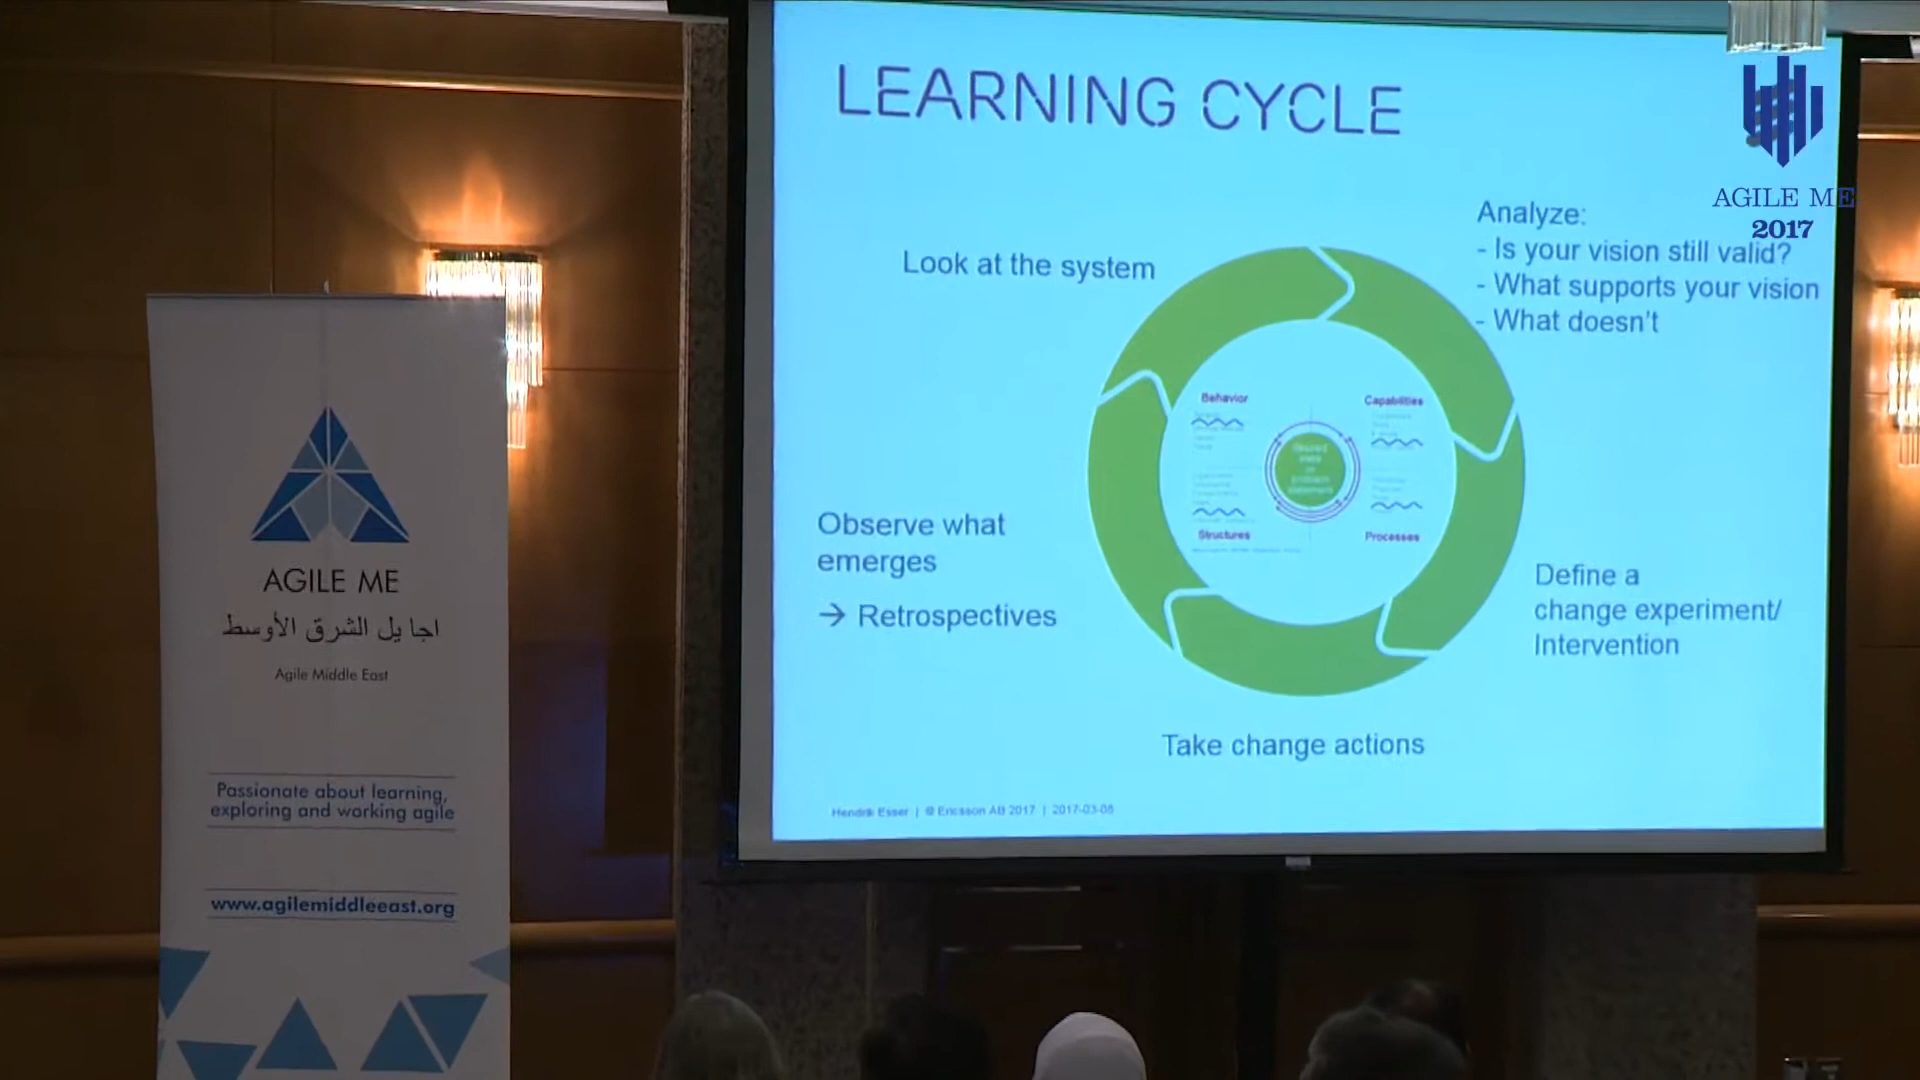 LEARNING CYCLE
AGILE ME
2017
Look at the system
Analyze:
- Is your vision still valid?
- What supports your vision
- What doesn't
Behavior
Capabilities
Structures
Processes
Observe what
emerges
→ Retrospectives
Define a
change experiment/
Intervention
Take change actions
Hendrik Esser | © Ericsson AB 2017 | 2017-03-08
AGILE ME
اجايل الشرق الأوسط
Agile Middle East
Passionate about learning,
exploring and working agile
www.agilemiddleeast.org